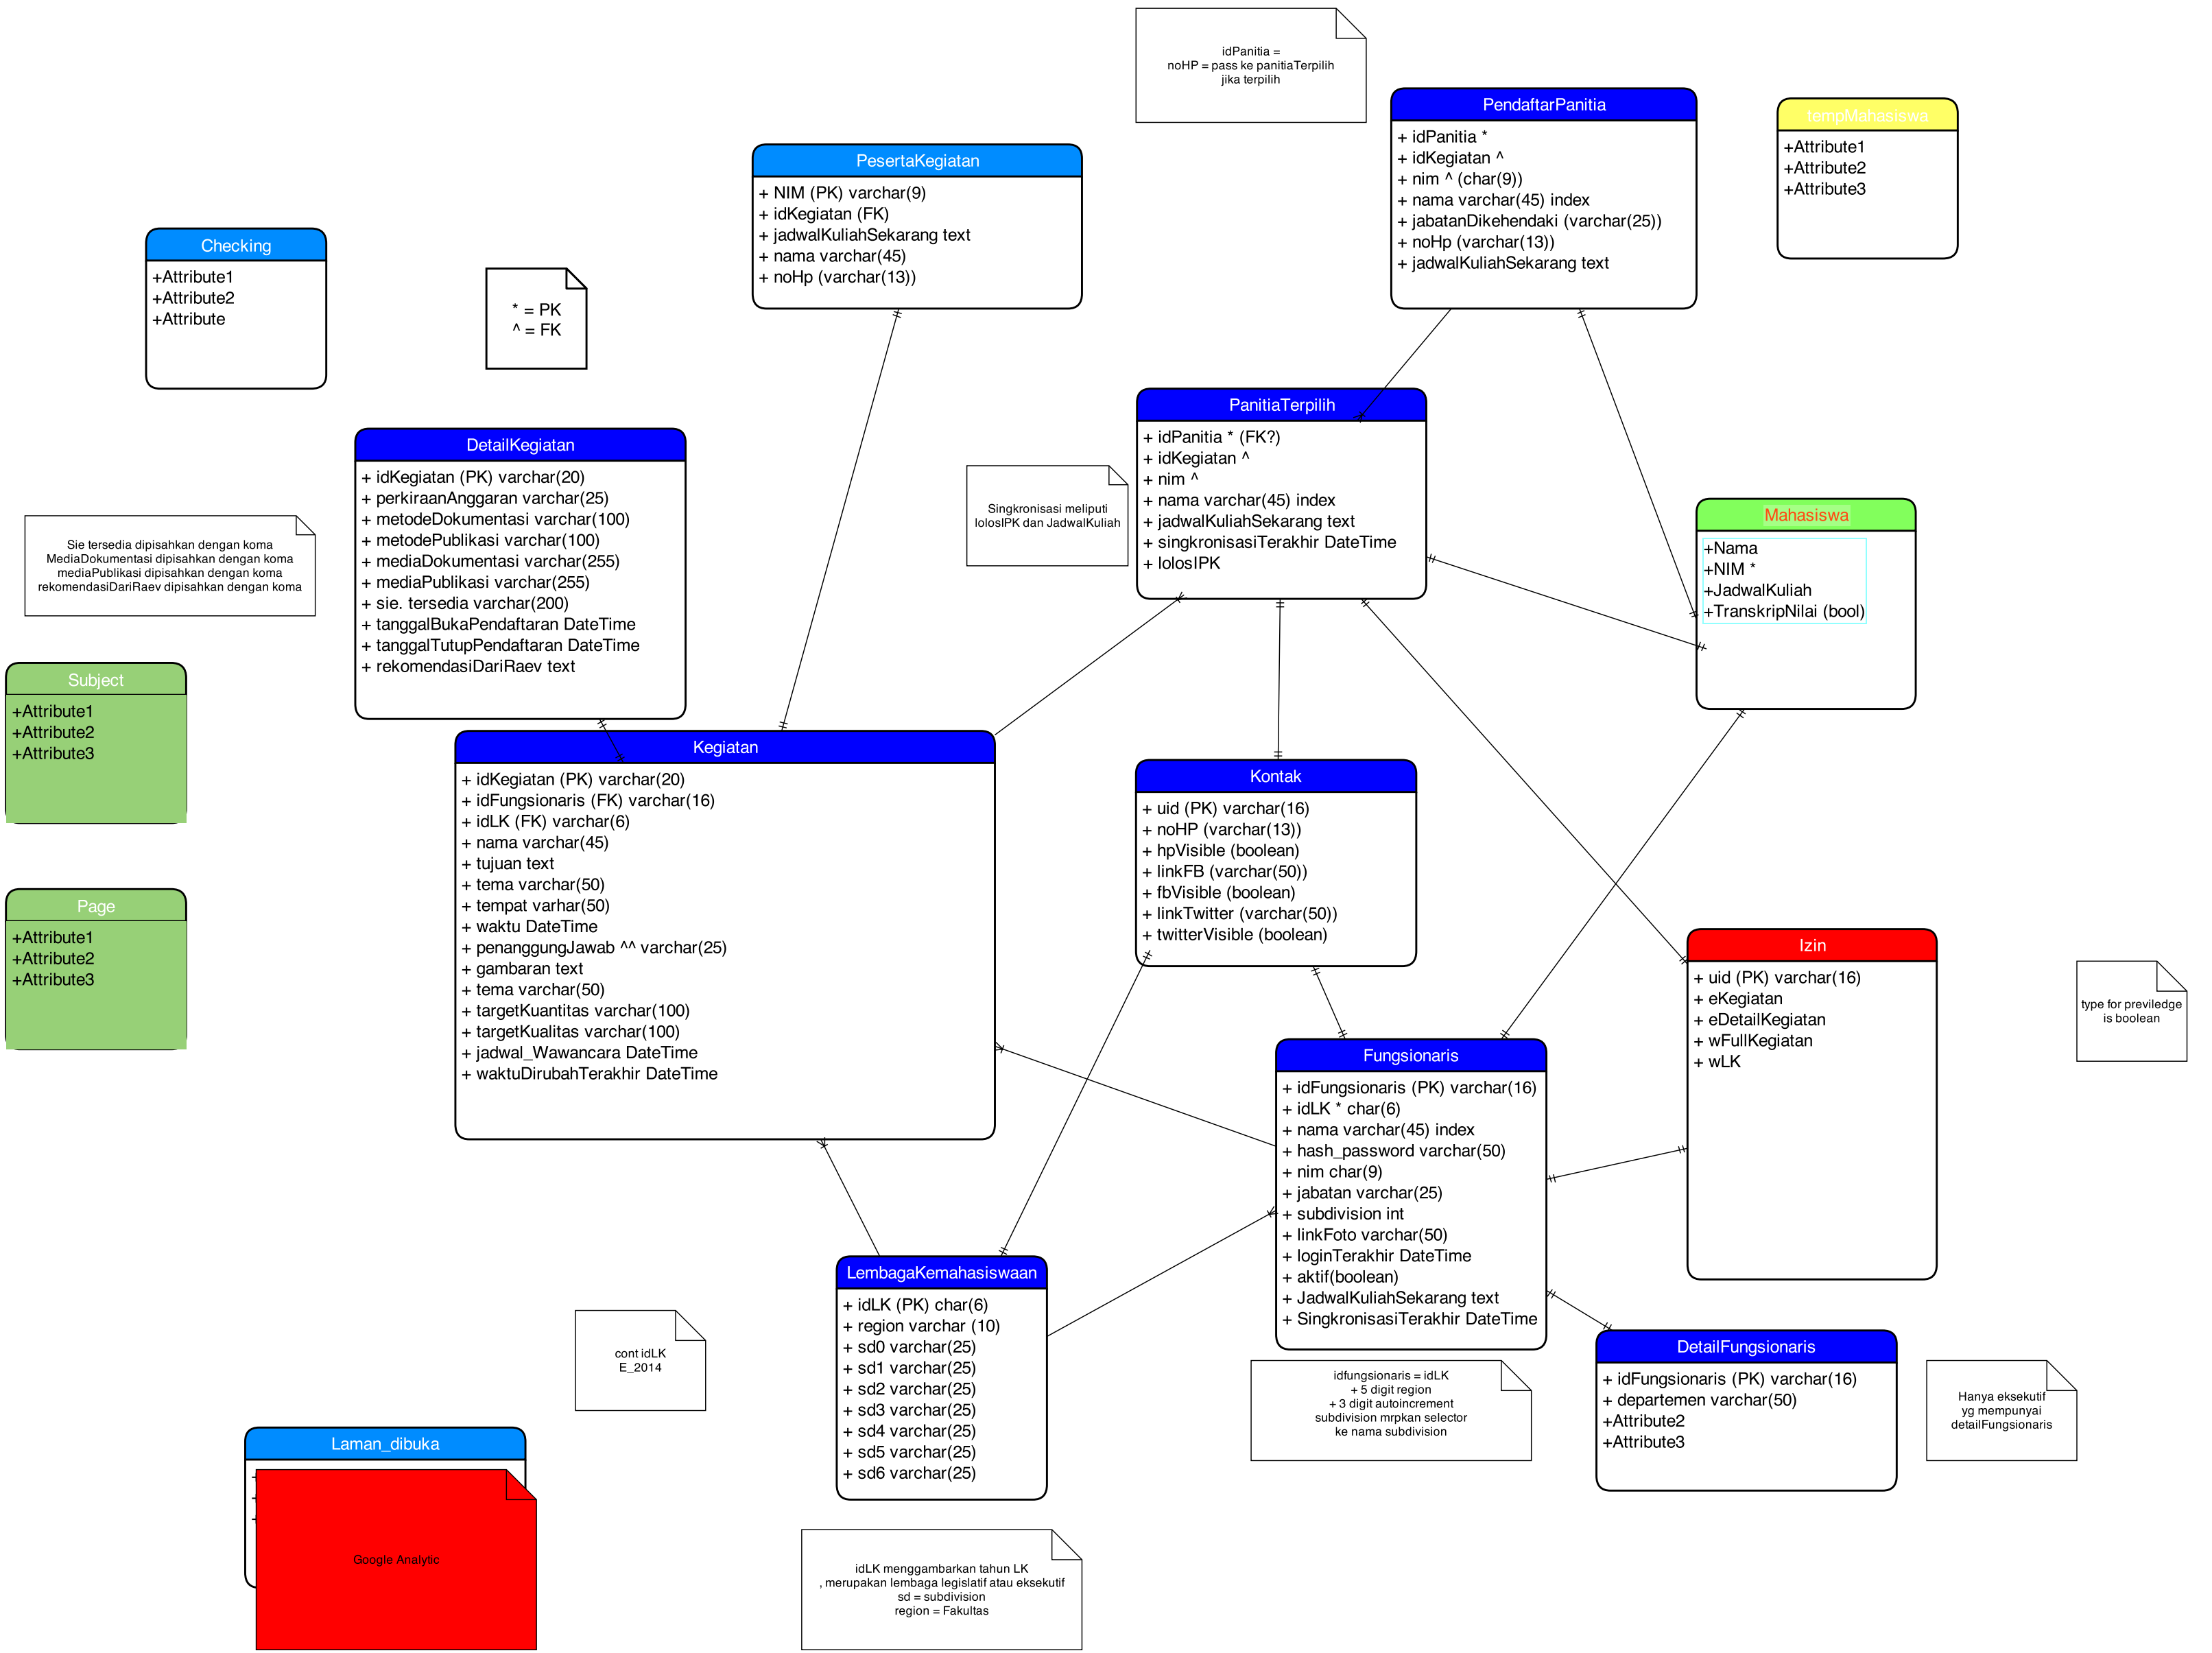 idPanitia =
noHP = pass ke panitiaTerpilih
jika terpilih
PendaftarPanitia
+ idPanitia *
+ idKegiatan ^
+ nim ^ (char(9))
+ nama varchar(45) index
+ jabatanDikehendaki (varchar(25))
+ noHp (varchar(13))
+ jadwalKuliahSekarang text
tempMahasiswa
+Attribute1
+Attribute2
+Attribute3
PesertaKegiatan
+ NIM (PK) varchar(9)
+ idKegiatan (FK)
+ jadwalKuliahSekarang text
+ nama varchar(45)
+ noHp (varchar(13))
Checking
+Attribute1
+Attribute2
+Attribute
* = PK
^ = FK
DetailKegiatan
+ idKegiatan (PK) varchar(20)
+ perkiraanAnggaran varchar(25)
+ metodeDokumentasi varchar(100)
+ metodePublikasi varchar(100)
+ mediaDokumentasi varchar(255)
+ mediaPublikasi varchar(255)
+ sie. tersedia varchar(200)
+ tanggalBukaPendaftaran DateTime
+ tanggalTutupPendaftaran DateTime
+ rekomendasiDariRaev text
Singkronisasi meliputi
lolosIPK dan JadwalKuliah
PanitiaTerpilih
+ idPanitia * (FK?)
+ idKegiatan ^
+ nim ^
+ nama varchar(45) index
+ jadwalKuliahSekarang text
+ singkronisasiTerakhir DateTime
+ lolosIPK
Mahasiswa
+Nama
+NIM *
+JadwalKuliah
+TranskripNilai (bool)
Sie tersedia dipisahkan dengan koma
MediaDokumentasi dipisahkan dengan koma
mediaPublikasi dipisahkan dengan koma
rekomendasiDariRaev dipisahkan dengan koma
Subject
+Attribute1
+Attribute2
+Attribute3
Page
+Attribute1
+Attribute2
+Attribute3
Kegiatan
+ idKegiatan (PK) varchar(20)
+ idFungsionaris (FK) varchar(16)
+ idLK (FK) varchar(6)
+ nama varchar(45)
+ tujuan text
+ tema varchar(50)
+ tempat varhar(50)
+ waktu DateTime
+ penanggungJawab ^^ varchar(25)
+ gambaran text
+ tema varchar(50)
+ targetKuantitas varchar(100)
+ targetKualitas varchar(100)
+ jadwal_Wawancara DateTime
+ waktuDirubahTerakhir DateTime
Kontak
+ uid (PK) varchar(16)
+ noHP (varchar(13))
+ hpVisible (boolean)
+ linkFB (varchar(50))
+ fbVisible (boolean)
+ linkTwitter (varchar(50))
+ twitterVisible (boolean)
Izin
+ uid (PK) varchar(16)
+ eKegiatan
+ eDetailKegiatan
+ wFullKegiatan
+ wLK
type for previledge
is boolean
Fungsionaris
+ idFungsionaris (PK) varchar(16)
+ idLK * char(6)
+ nama varchar(45) index
+ hash_password varchar(50)
+ nim char(9)
+ jabatan varchar(25)
+ subdivision int
+ linkFoto varchar(50)
+ loginTerakhir DateTime
+ aktif(boolean)
+ JadwalKuliahSekarang text
+ SingkronisasiTerakhir DateTime
LembagaKemahasiswaan
+ idLK (PK) char(6)
+ region varchar (10)
+ sd0 varchar(25)
+ sd1 varchar(25)
+ sd2 varchar(25)
+ sd3 varchar(25)
+ sd4 varchar(25)
+ sd5 varchar(25)
+ sd6 varchar(25)
cont idLK
E_2014
idfungsionaris = idLK
+ 5 digit region
+ 3 digit autoincrement
subdivision mrpkan selector
ke nama subdivision
DetailFungsionaris
+ idFungsionaris (PK) varchar(16)
+ departemen varchar(50)
+Attribute2
+Attribute3
Hanya eksekutif
yg mempunyai
detailFungsionaris
Laman_dibuka
Google Analytic
idLK menggambarkan tahun LK
, merupakan lembaga legislatif atau eksekutif
sd = subdivision
region = Fakultas